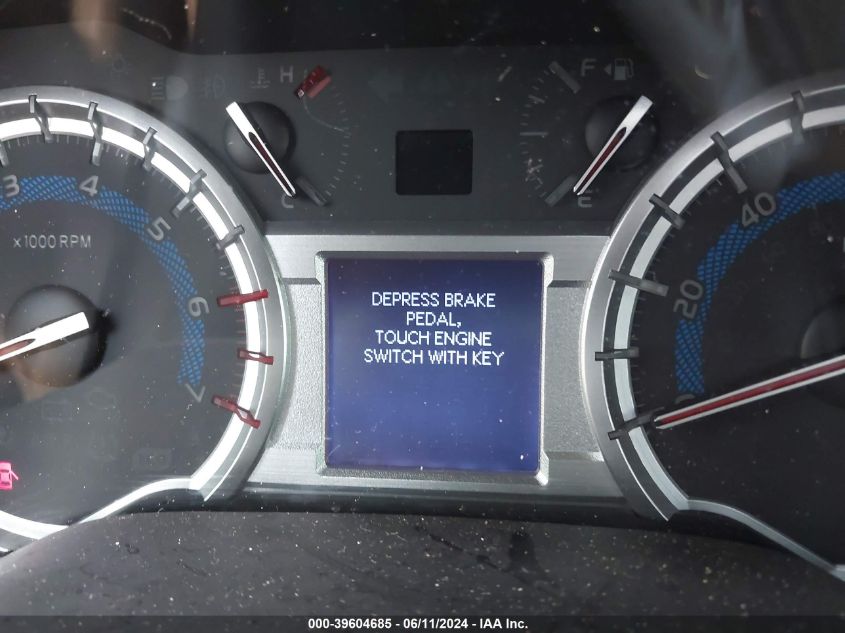 H
F
C
E
3
4
5
6
7
x1000 RPM
DEPRESS BRAKE
PEDAL,
TOUCH ENGINE
SWITCH WITH KEY
40
20
0
000-39604685 - 06/11/2024 - IAA Inc.